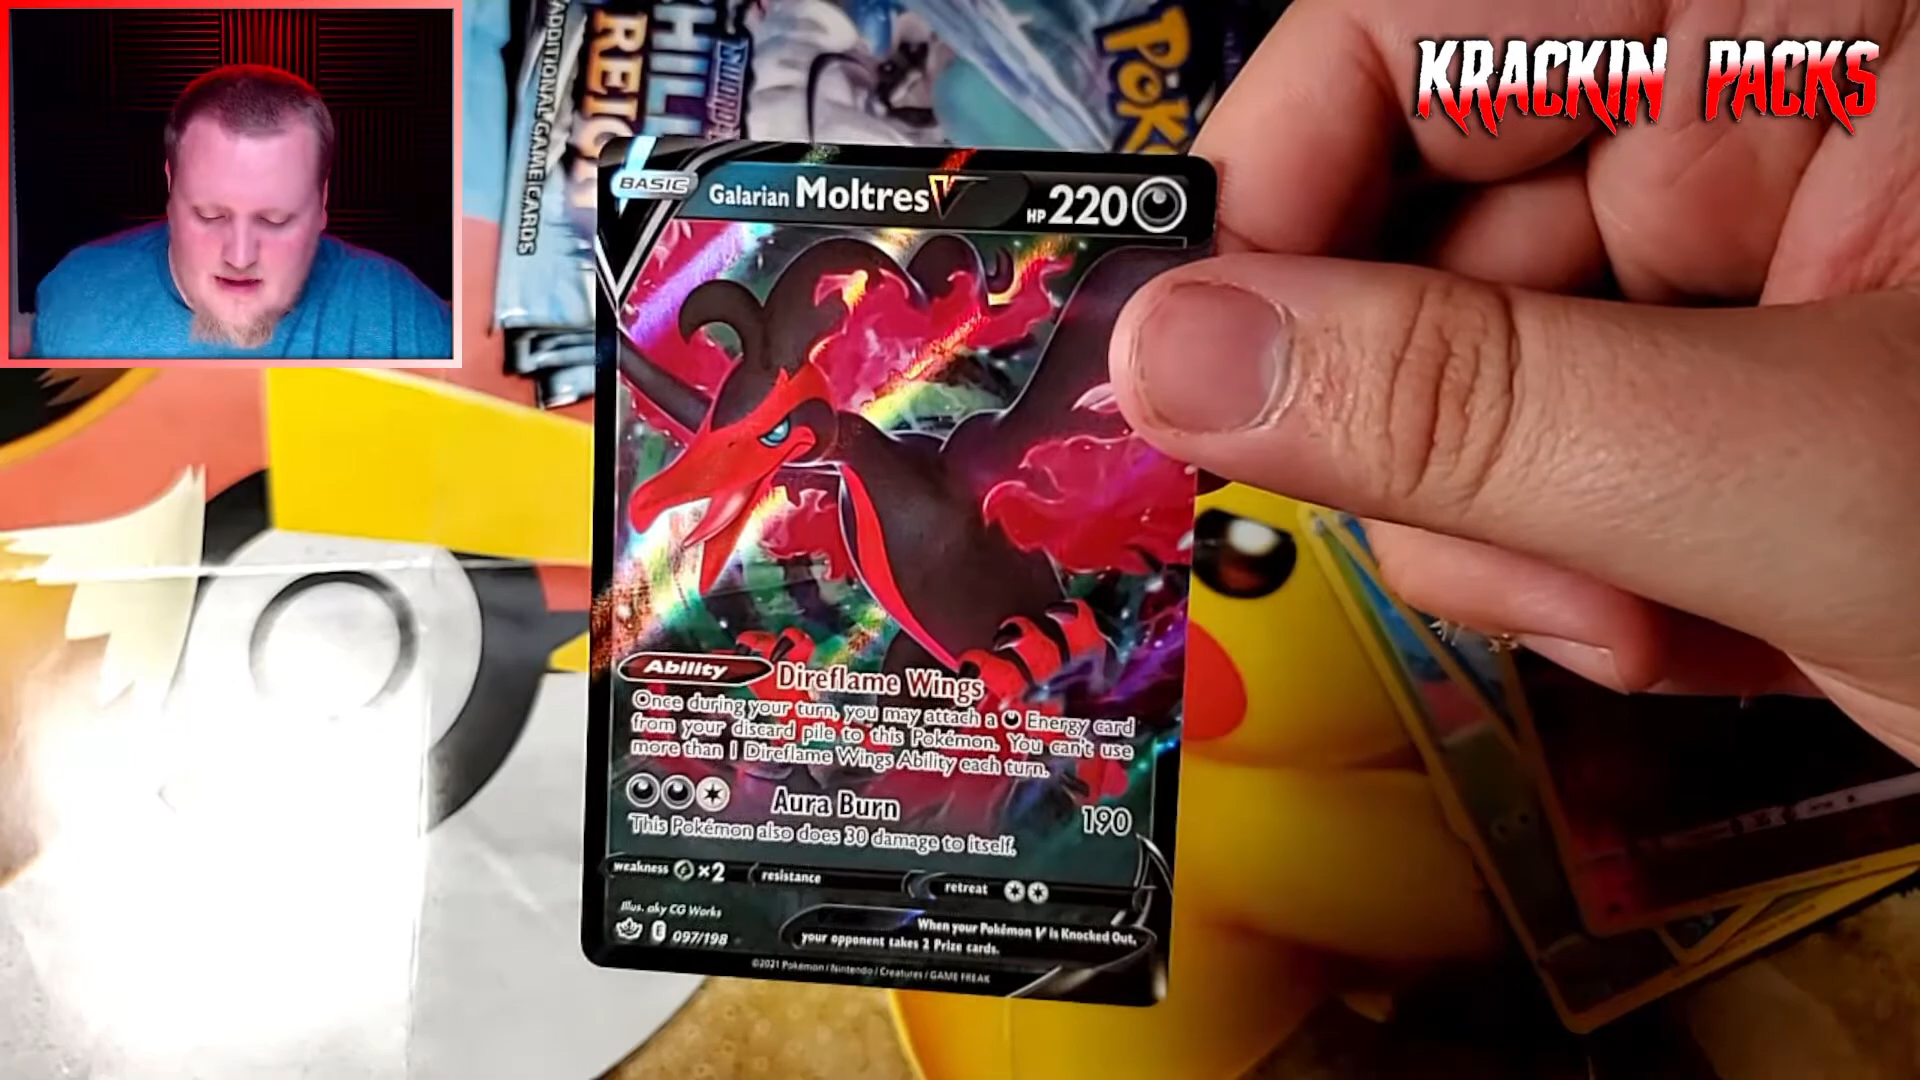 KRACKIN PACKS
POKÉ
CHILL
REIGN
ADDITIONAL GAME CARDS
BASIC
Galarian Moltres V HP 220
Ability Direflame Wings
Once during your turn, you may attach a Energy card
from your discard pile to this Pokémon. You can't use
more than 1 Direflame Wings Ability each turn.
Aura Burn 190
This Pokémon also does 30 damage to itself.
weakness ×2 resistance retreat
Illus. aky CG Works
E 097/198
When your Pokémon V is Knocked Out,
your opponent takes 2 Prize cards.
©2021 Pokémon / Nintendo / Creatures / GAME FREAK